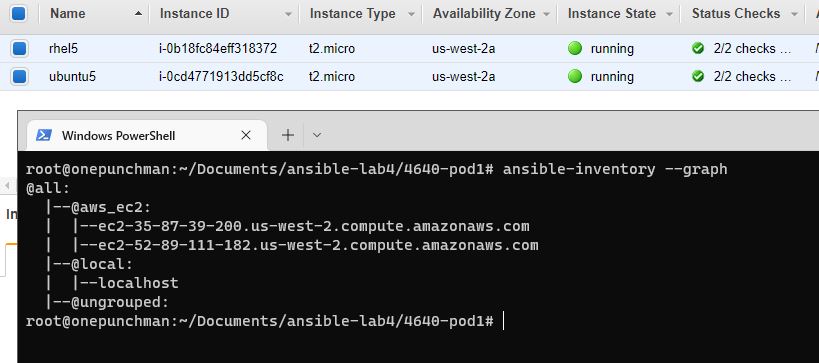 Name Instance ID Instance Type Availability Zone Instance State Status Checks
rhel5 i-0b18fc84eff318372 t2.micro us-west-2a running 2/2 checks ...
ubuntu5 i-0cd4771913dd5cf8c t2.micro us-west-2a running 2/2 checks ...
Windows PowerShell
root@onepunchman:~/Documents/ansible-lab4/4640-pod1# ansible-inventory --graph
@all:
  |--@aws_ec2:
  |  |--ec2-35-87-39-200.us-west-2.compute.amazonaws.com
  |  |--ec2-52-89-111-182.us-west-2.compute.amazonaws.com
  |--@local:
  |  |--localhost
  |--@ungrouped:
root@onepunchman:~/Documents/ansible-lab4/4640-pod1#